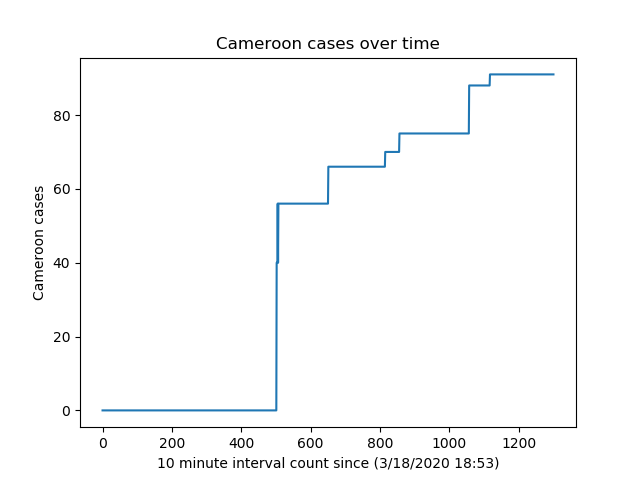 Cameroon cases over time
Cameroon cases
80
60
40
20
0
0 200 400 600 800 1000 1200
10 minute interval count since (3/18/2020 18:53)